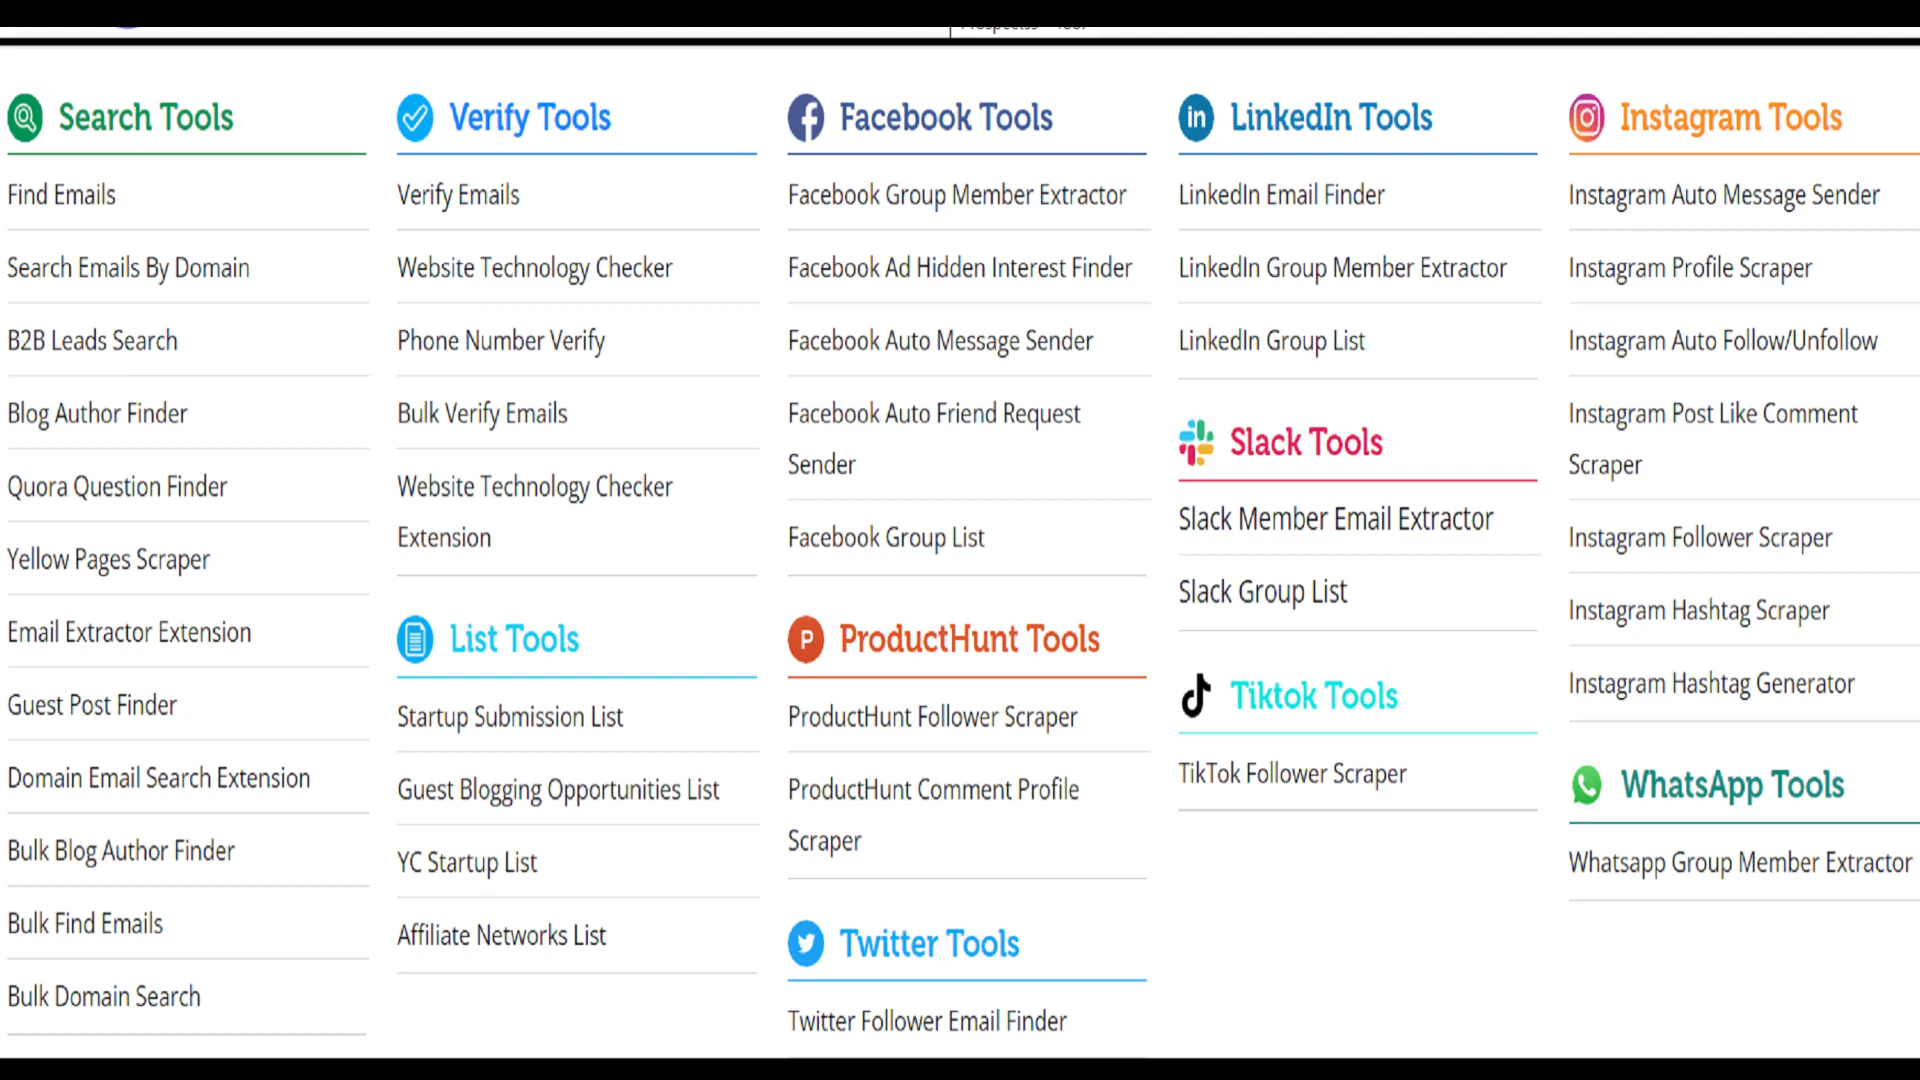 Search Tools
Find Emails
Search Emails By Domain
B2B Leads Search
Blog Author Finder
Quora Question Finder
Yellow Pages Scraper
Email Extractor Extension
Guest Post Finder
Domain Email Search Extension
Bulk Blog Author Finder
Bulk Find Emails
Bulk Domain Search
Verify Tools
Verify Emails
Website Technology Checker
Phone Number Verify
Bulk Verify Emails
Website Technology Checker
Extension
List Tools
Startup Submission List
Guest Blogging Opportunities List
YC Startup List
Affiliate Networks List
Facebook Tools
Facebook Group Member Extractor
Facebook Ad Hidden Interest Finder
Facebook Auto Message Sender
Facebook Auto Friend Request
Sender
Facebook Group List
P ProductHunt Tools
ProductHunt Follower Scraper
ProductHunt Comment Profile
Scraper
Twitter Tools
Twitter Follower Email Finder
in LinkedIn Tools
LinkedIn Email Finder
LinkedIn Group Member Extractor
LinkedIn Group List
Slack Tools
Slack Member Email Extractor
Slack Group List
Tiktok Tools
TikTok Follower Scraper
Instagram Tools
Instagram Auto Message Sender
Instagram Profile Scraper
Instagram Auto Follow/Unfollow
Instagram Post Like Comment
Scraper
Instagram Follower Scraper
Instagram Hashtag Scraper
Instagram Hashtag Generator
WhatsApp Tools
Whatsapp Group Member Extractor